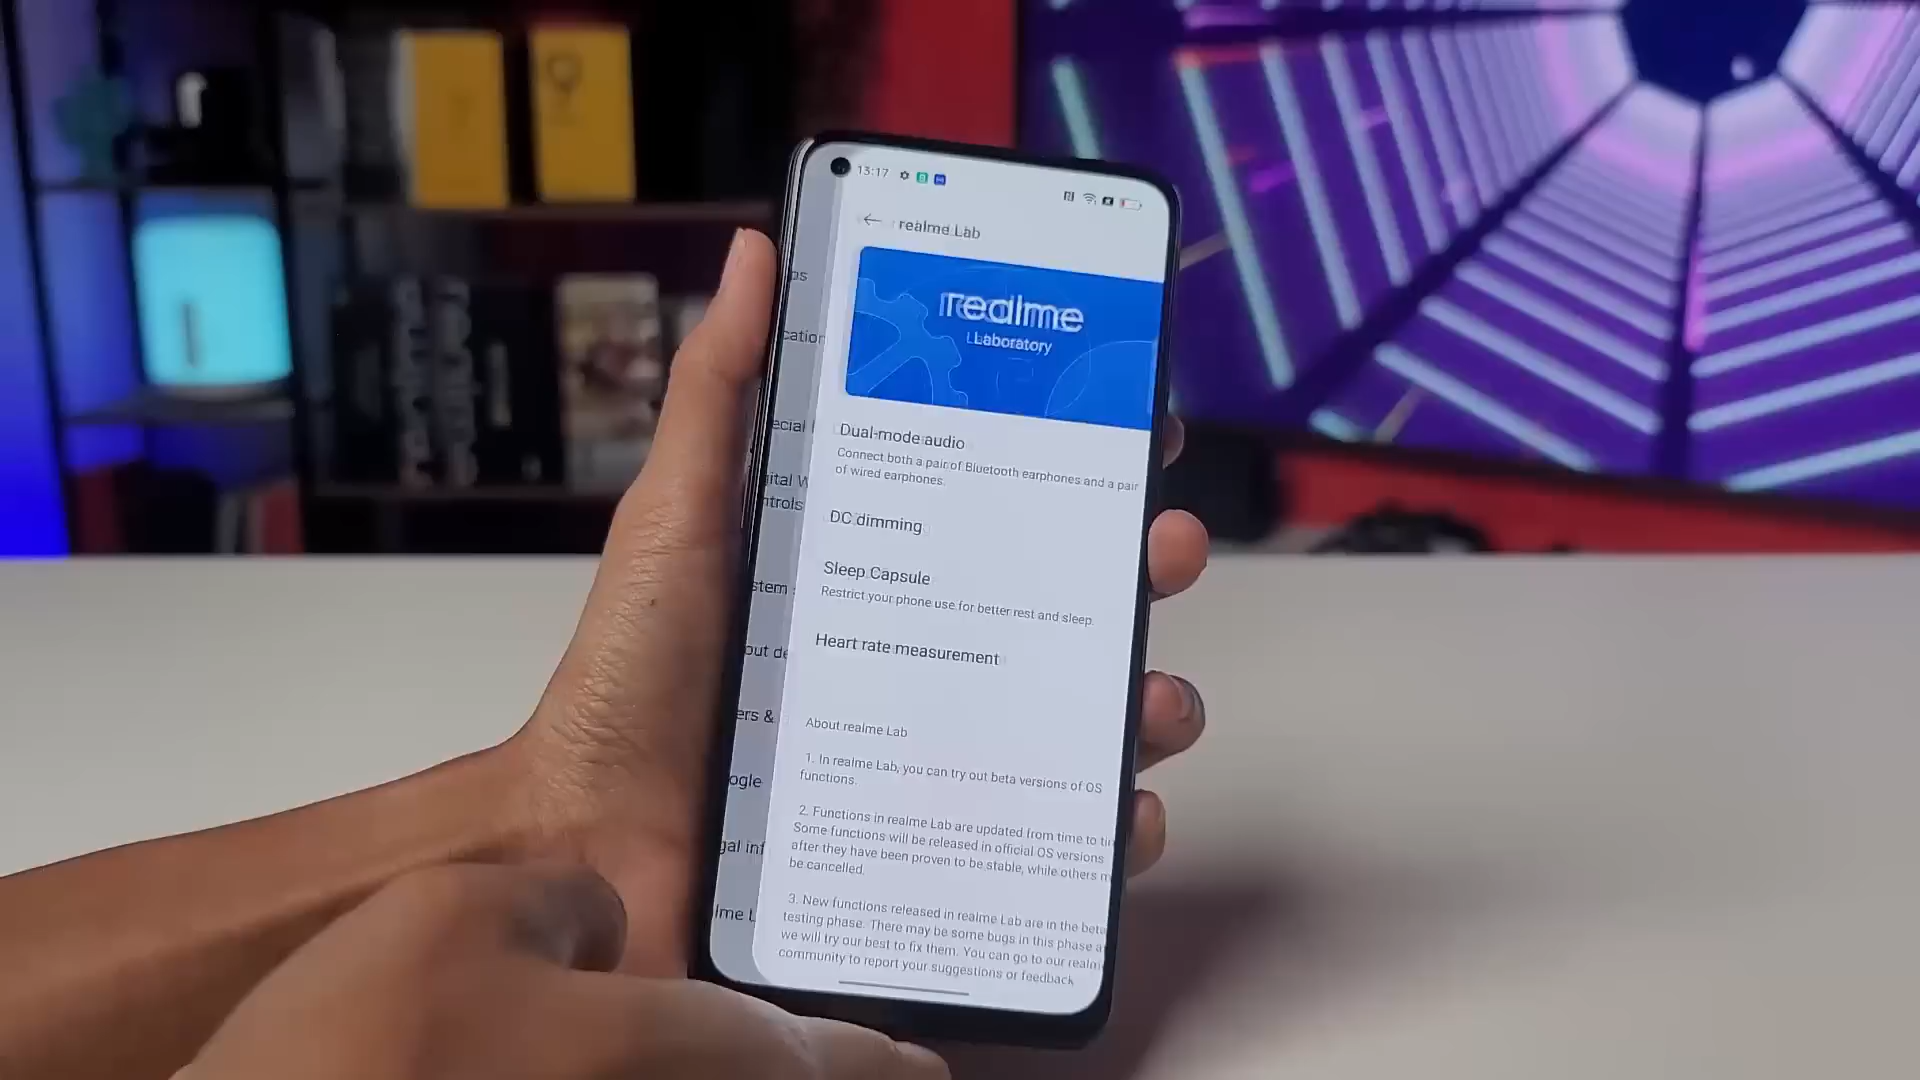 13:17
realme Lab
realme
Laboratory
Dual-mode audio
Connect both a pair of Bluetooth earphones and a pair
of wired earphones.
DC dimming
Sleep Capsule
Restrict your phone use for better rest and sleep.
Heart rate measurement
About realme Lab
1. In realme Lab, you can try out beta versions of OS
functions.
2. Functions in realme Lab are updated from time to
Some functions will be released in official OS versions
after they have been proven to be stable, while others
be cancelled.
3. New functions released in realme Lab are in the beta
testing phase. There may be some bugs in this phase
we will try our best to fix them. You can go to our realme
community to report your suggestions or feedback